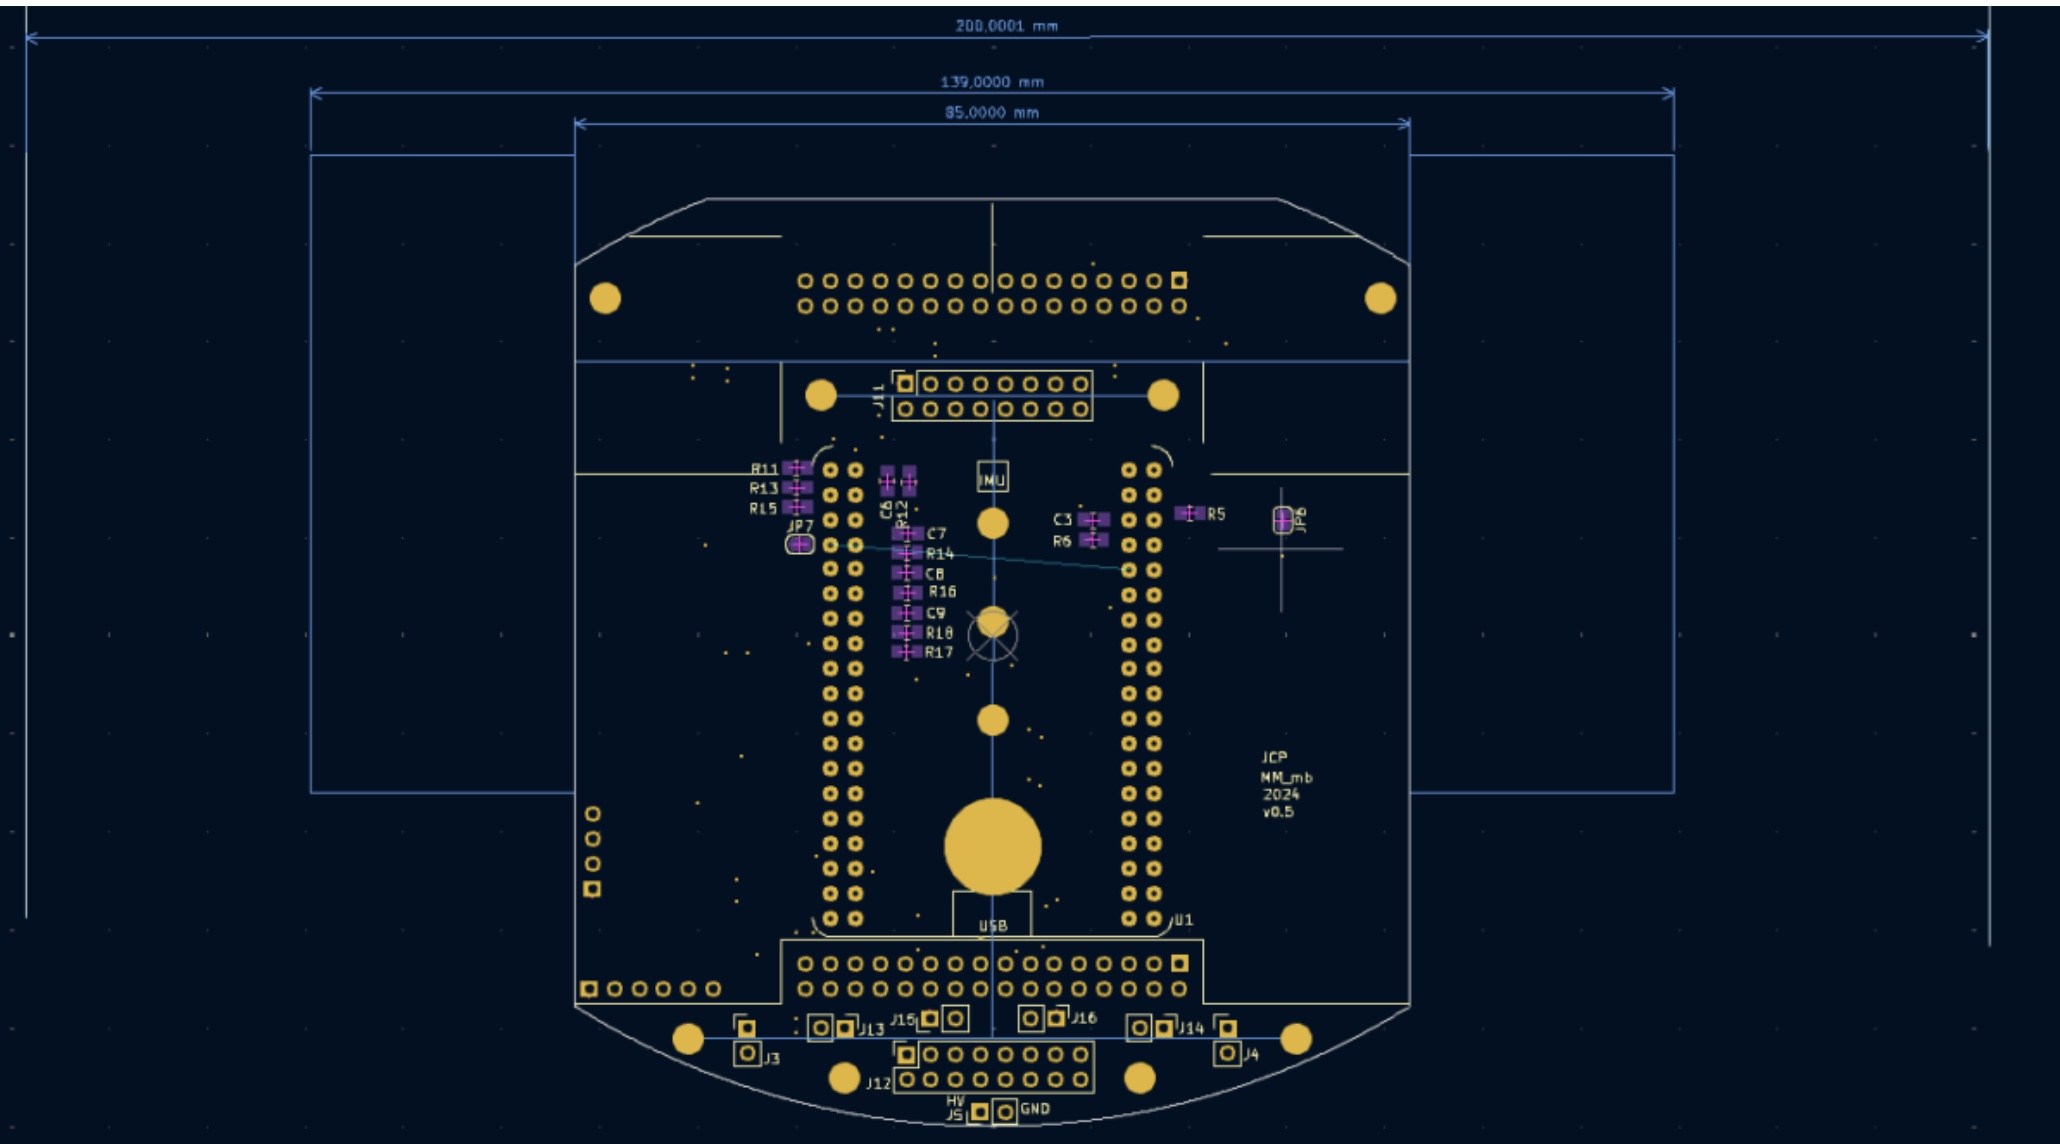 200,0001 mm
139,0000 mm
85,0000 mm
J11
R11
R13
R15
JP7
C6
R12
IMU
C7
R14
C8
R16
C9
R18
R17
C3
R6
R5
JP6
JCP
MM_mb
2024
v0.5
USB
U1
J3
J13
J15
J16
J14
J4
J12
HV
J5
GND